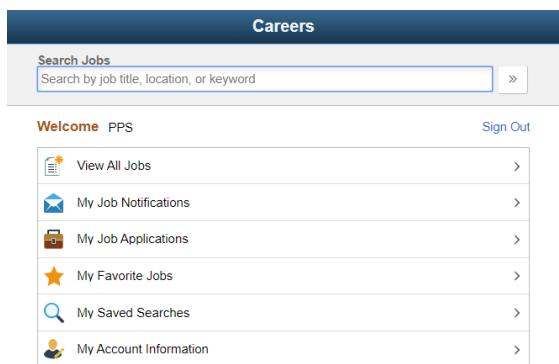 Careers
Search Jobs
Search by job title, location, or keyword
»
Welcome PPS Sign Out
View All Jobs
My Job Notifications
My Job Applications
My Favorite Jobs
My Saved Searches
My Account Information